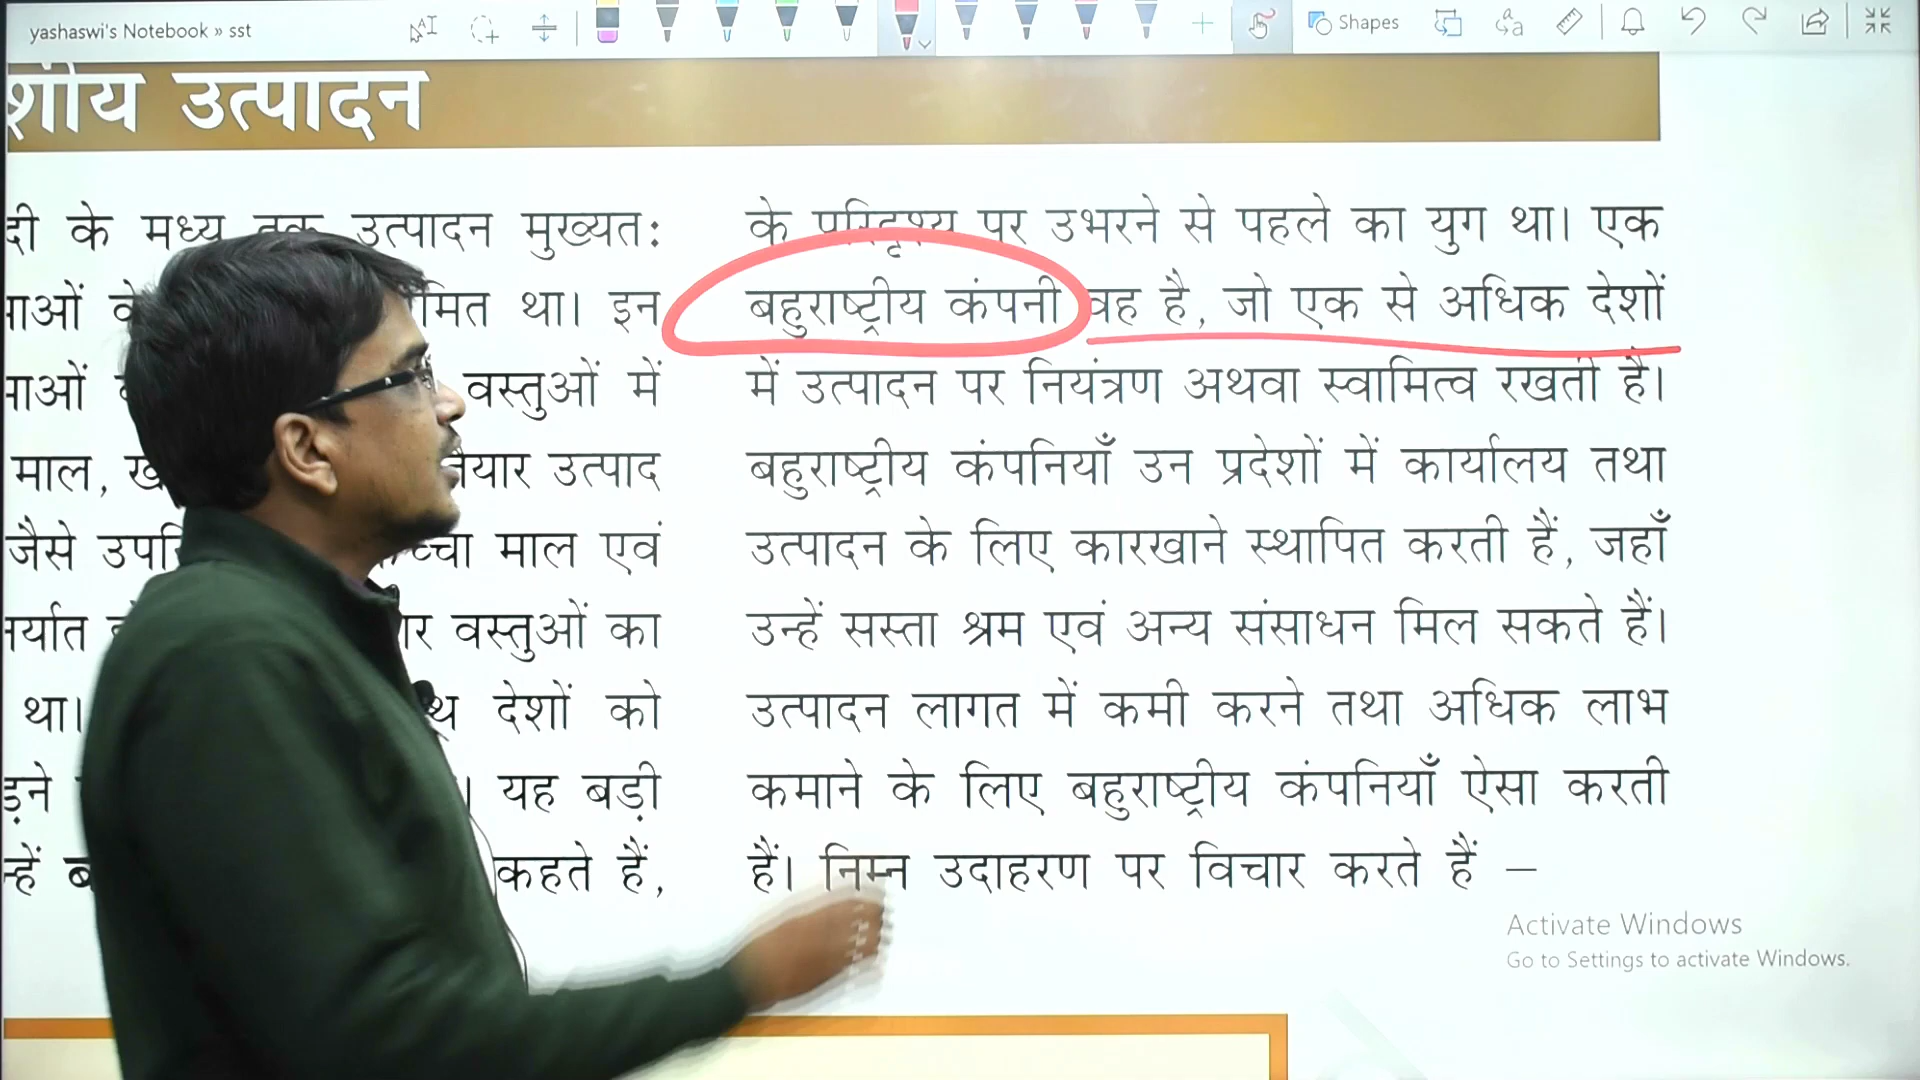 yashaswi's Notebook » sst
Shapes
उत्पादन
के मध्य उत्पादन मुख्यतः
था। इन
वस्तुओं में
माल, उत्पाद
जैसे माल एवं
वस्तुओं का
था। देशों को
यह बड़ी
कहते हैं,
के परिदृश्य पर उभरने से पहले का युग था। एक
बहुराष्ट्रीय कंपनी वह है, जो एक से अधिक देशों
में उत्पादन पर नियंत्रण अथवा स्वामित्व रखती है।
बहुराष्ट्रीय कंपनियाँ उन प्रदेशों में कार्यालय तथा
उत्पादन के लिए कारखाने स्थापित करती हैं, जहाँ
उन्हें सस्ता श्रम एवं अन्य संसाधन मिल सकते हैं।
उत्पादन लागत में कमी करने तथा अधिक लाभ
कमाने के लिए बहुराष्ट्रीय कंपनियाँ ऐसा करती
हैं। निम्न उदाहरण पर विचार करते हैं –
Activate Windows
Go to Settings to activate Windows.